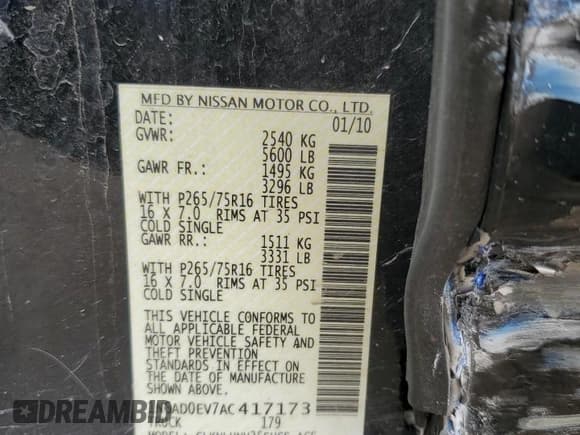 MFD BY NISSAN MOTOR CO., LTD.
DATE: 01/10
GVWR: 2540 KG
5600 LB
GAWR FR.: 1495 KG
3296 LB
WITH P265/75R16 TIRES
16 X 7.0 RIMS AT 35 PSI
COLD SINGLE
GAWR RR.: 1511 KG
3331 LB
WITH P265/75R16 TIRES
16 X 7.0 RIMS AT 35 PSI
COLD SINGLE
THIS VEHICLE CONFORMS TO
ALL APPLICABLE FEDERAL
MOTOR VEHICLE SAFETY AND
THEFT PREVENTION
STANDARDS IN EFFECT ON
THE DATE OF MANUFACTURE
SHOWN ABOVE.
AD0EV7AC417173
TRUCK 179
DREAMBID